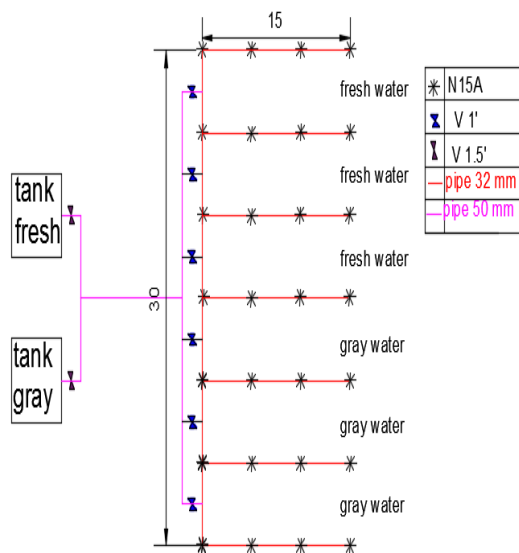 15
fresh water
fresh water
fresh water
gray water
gray water
gray water
30
tank
fresh
tank
gray
N15A
V 1'
V 1.5'
pipe 32 mm
pipe 50 mm